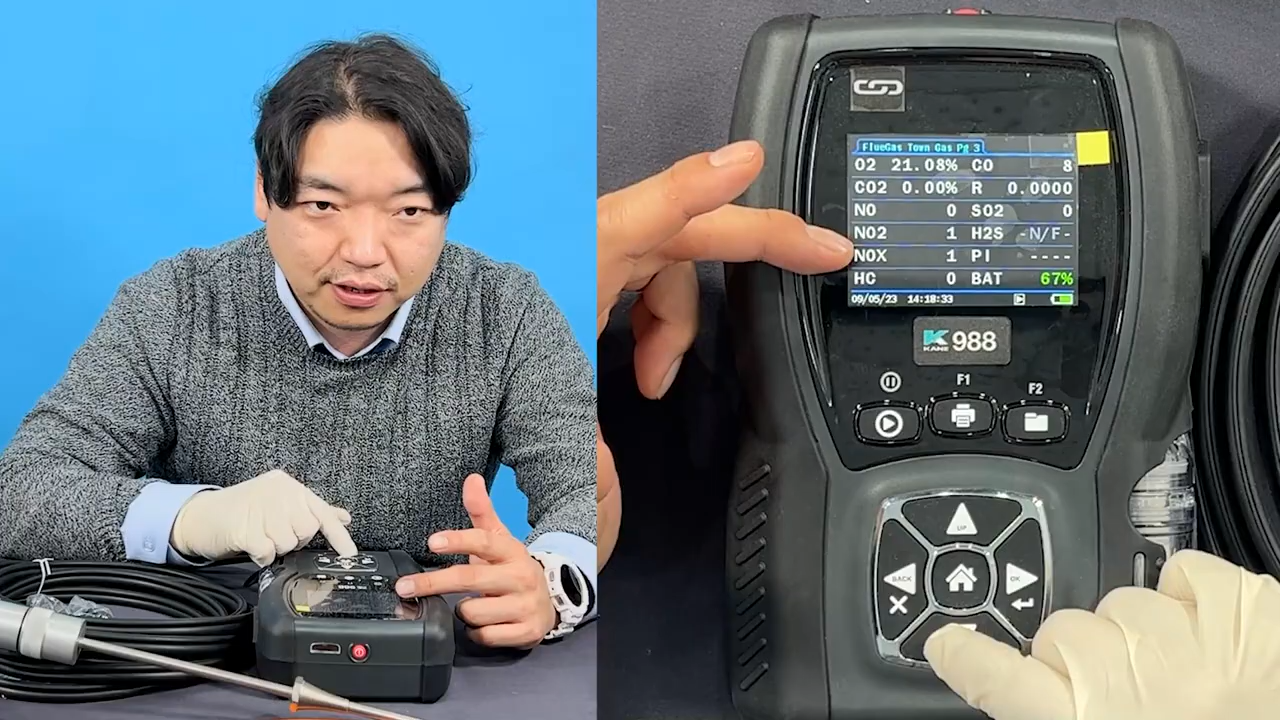 FlueGas Town Gas Pg 3
O2 21.08% CO 8
CO2 0.00% R 0.0000
NO 0 SO2 0
NO2 1 H2S -N/F-
NOX 1 PI ----
HC 0 BAT 67%
09/05/23 14:18:33
K KANE 988
F1
F2
UP
BACK
OK